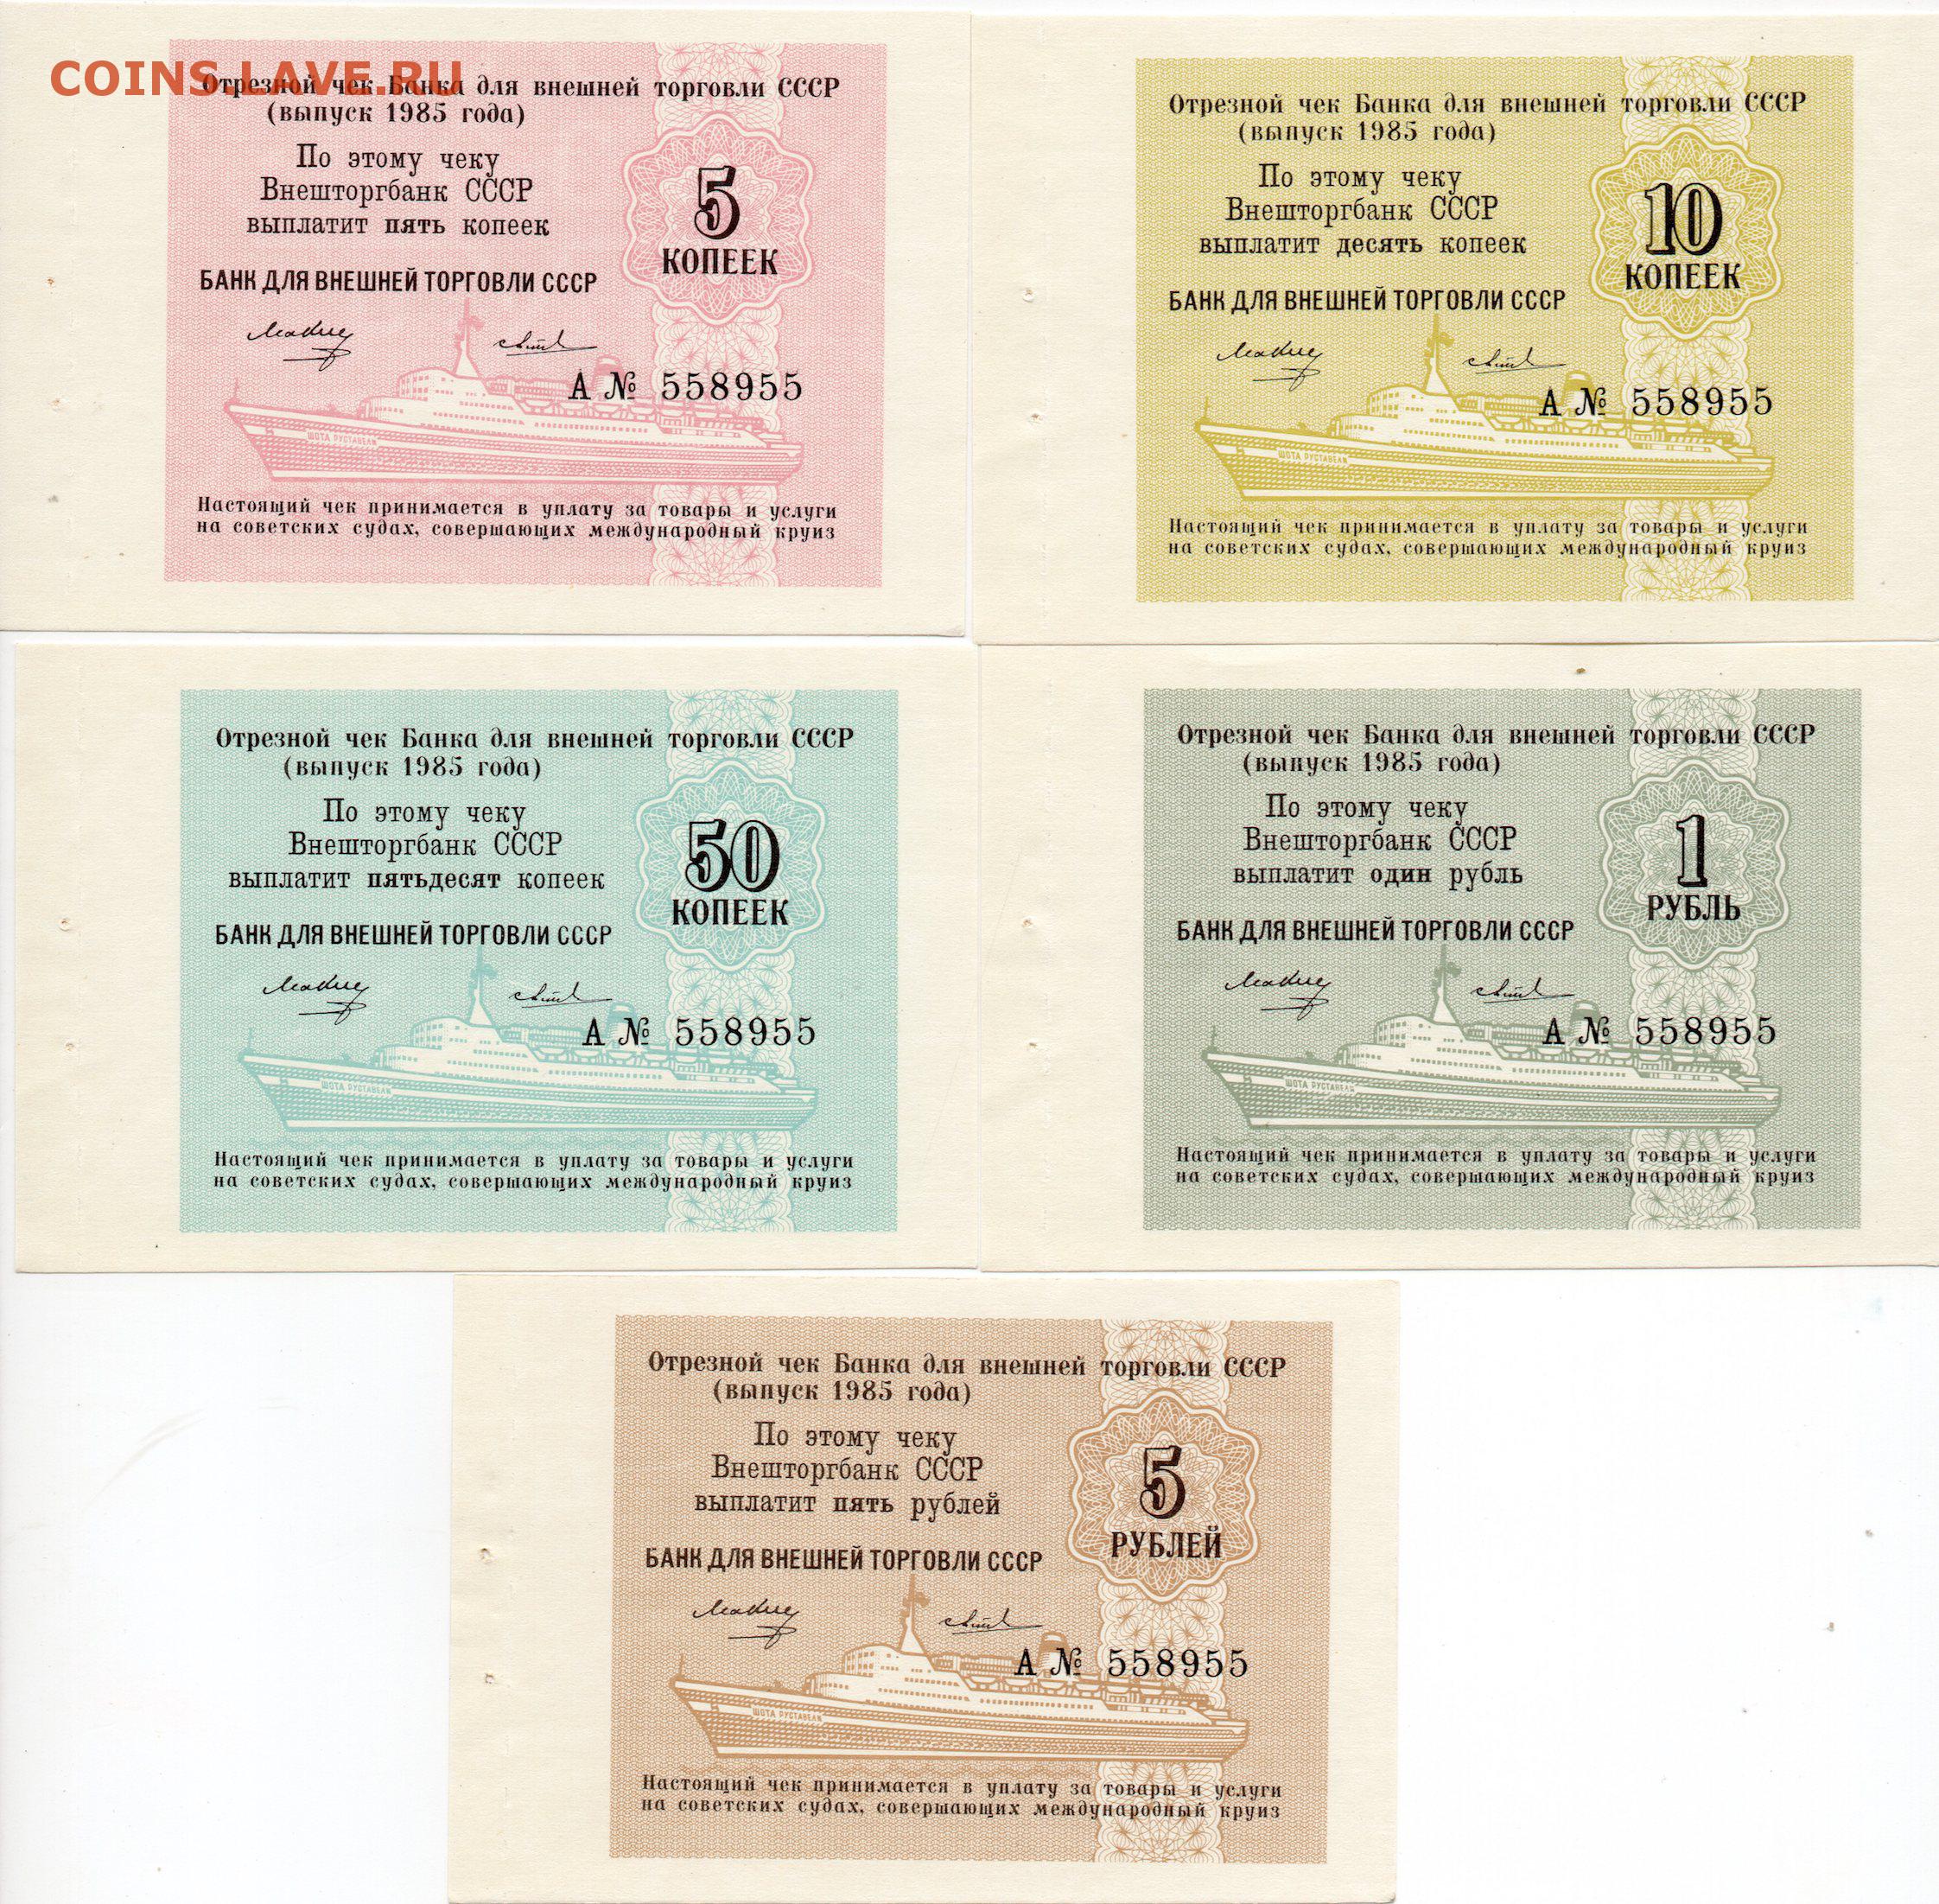 COINS.LAVE.RU
Отрезной чек Банка для внешней торговли СССР
(выпуск 1985 года)
По этому чеку
Внешторгбанк СССР
выплатит пять копеек
5
КОПЕЕК
БАНК ДЛЯ ВНЕШНЕЙ ТОРГОВЛИ СССР
А № 558955
ШОТА РУСТАВЕЛИ
Настоящий чек принимается в уплату за товары и услуги
на советских судах, совершающих международный круиз
Отрезной чек Банка для внешней торговли СССР
(выпуск 1985 года)
По этому чеку
Внешторгбанк СССР
выплатит десять копеек
10
КОПЕЕК
БАНК ДЛЯ ВНЕШНЕЙ ТОРГОВЛИ СССР
А № 558955
ШОТА РУСТАВЕЛИ
Настоящий чек принимается в уплату за товары и услуги
на советских судах, совершающих международный круиз
Отрезной чек Банка для внешней торговли СССР
(выпуск 1985 года)
По этому чеку
Внешторгбанк СССР
выплатит пятьдесят копеек
50
КОПЕЕК
БАНК ДЛЯ ВНЕШНЕЙ ТОРГОВЛИ СССР
А № 558955
ШОТА РУСТАВЕЛИ
Настоящий чек принимается в уплату за товары и услуги
на советских судах, совершающих международный круиз
Отрезной чек Банка для внешней торговли СССР
(выпуск 1985 года)
По этому чеку
Внешторгбанк СССР
выплатит один рубль
1
РУБЛЬ
БАНК ДЛЯ ВНЕШНЕЙ ТОРГОВЛИ СССР
А № 558955
ШОТА РУСТАВЕЛИ
Настоящий чек принимается в уплату за товары и услуги
на советских судах, совершающих международный круиз
Отрезной чек Банка для внешней торговли СССР
(выпуск 1985 года)
По этому чеку
Внешторгбанк СССР
выплатит пять рублей
5
РУБЛЕЙ
БАНК ДЛЯ ВНЕШНЕЙ ТОРГОВЛИ СССР
А № 558955
ШОТА РУСТАВЕЛИ
Настоящий чек принимается в уплату за товары и услуги
на советских судах, совершающих международный круиз